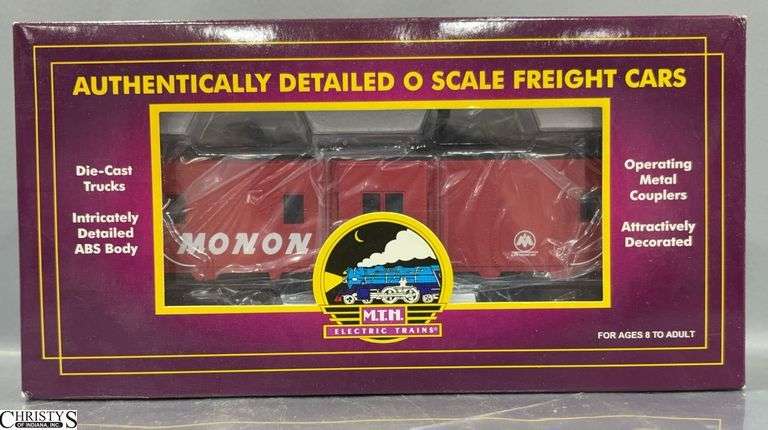 AUTHENTICALLY DETAILED O SCALE FREIGHT CARS
Die-Cast
Trucks
Intricately
Detailed
ABS Body
MONON
Operating
Metal
Couplers
Attractively
Decorated
M.T.H.
ELECTRIC TRAINS®
FOR AGES 8 TO ADULT
CHRISTY'S
OF INDIANA, INC.